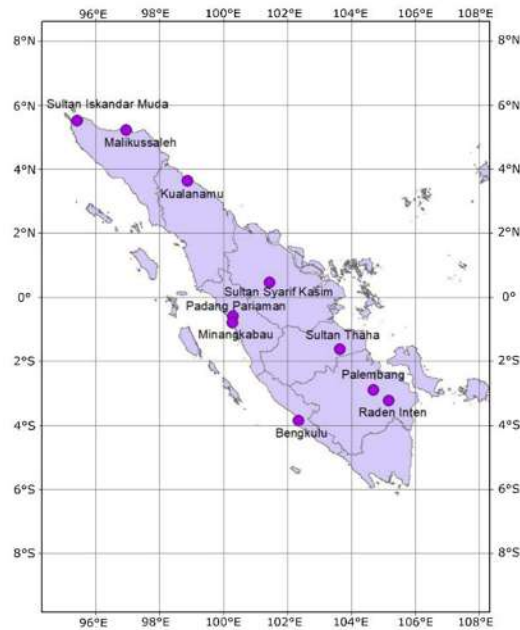 96°E 98°E 100°E 102°E 104°E 106°E 108°E
8°N 8°N
6°N 6°N
Sultan Iskandar Muda
Malikussaleh
4°N 4°N
Kualanamu
2°N 2°N
0° 0°
Sultan Syarif Kasim
Padang Pariaman
Minangkabau
Sultan Thaha
2°S 2°S
Palembang
Raden Inten
4°S 4°S
Bengkulu
6°S 6°S
8°S 8°S
96°E 98°E 100°E 102°E 104°E 106°E 108°E